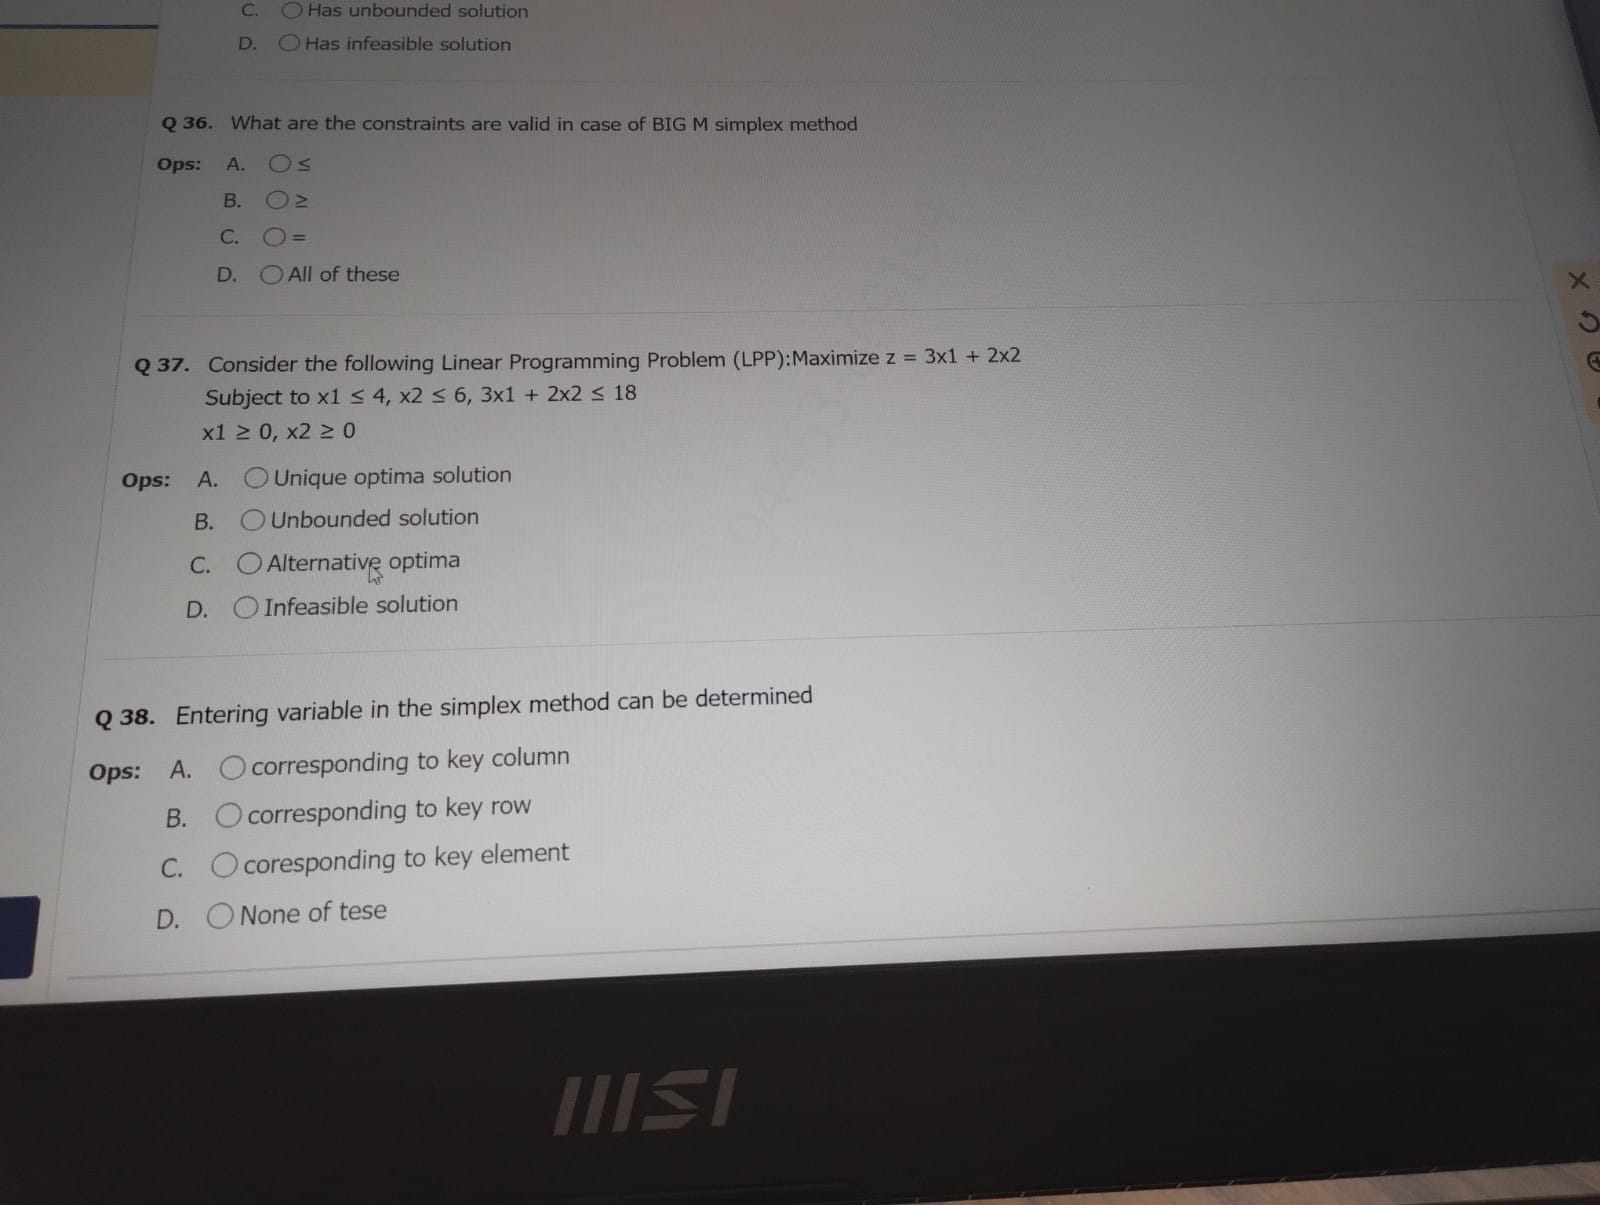 C. Has unbounded solution
D. Has infeasible solution
Q 36. What are the constraints are valid in case of BIG M simplex method
Ops: A. ≤
B. ≥
C. =
D. All of these
Q 37. Consider the following Linear Programming Problem (LPP):Maximize z = 3x1 + 2x2
Subject to x1 ≤ 4, x2 ≤ 6, 3x1 + 2x2 ≤ 18
x1 ≥ 0, x2 ≥ 0
Ops: A. Unique optima solution
B. Unbounded solution
C. Alternative optima
D. Infeasible solution
Q 38. Entering variable in the simplex method can be determined
Ops: A. corresponding to key column
B. corresponding to key row
C. coresponding to key element
D. None of tese
msi